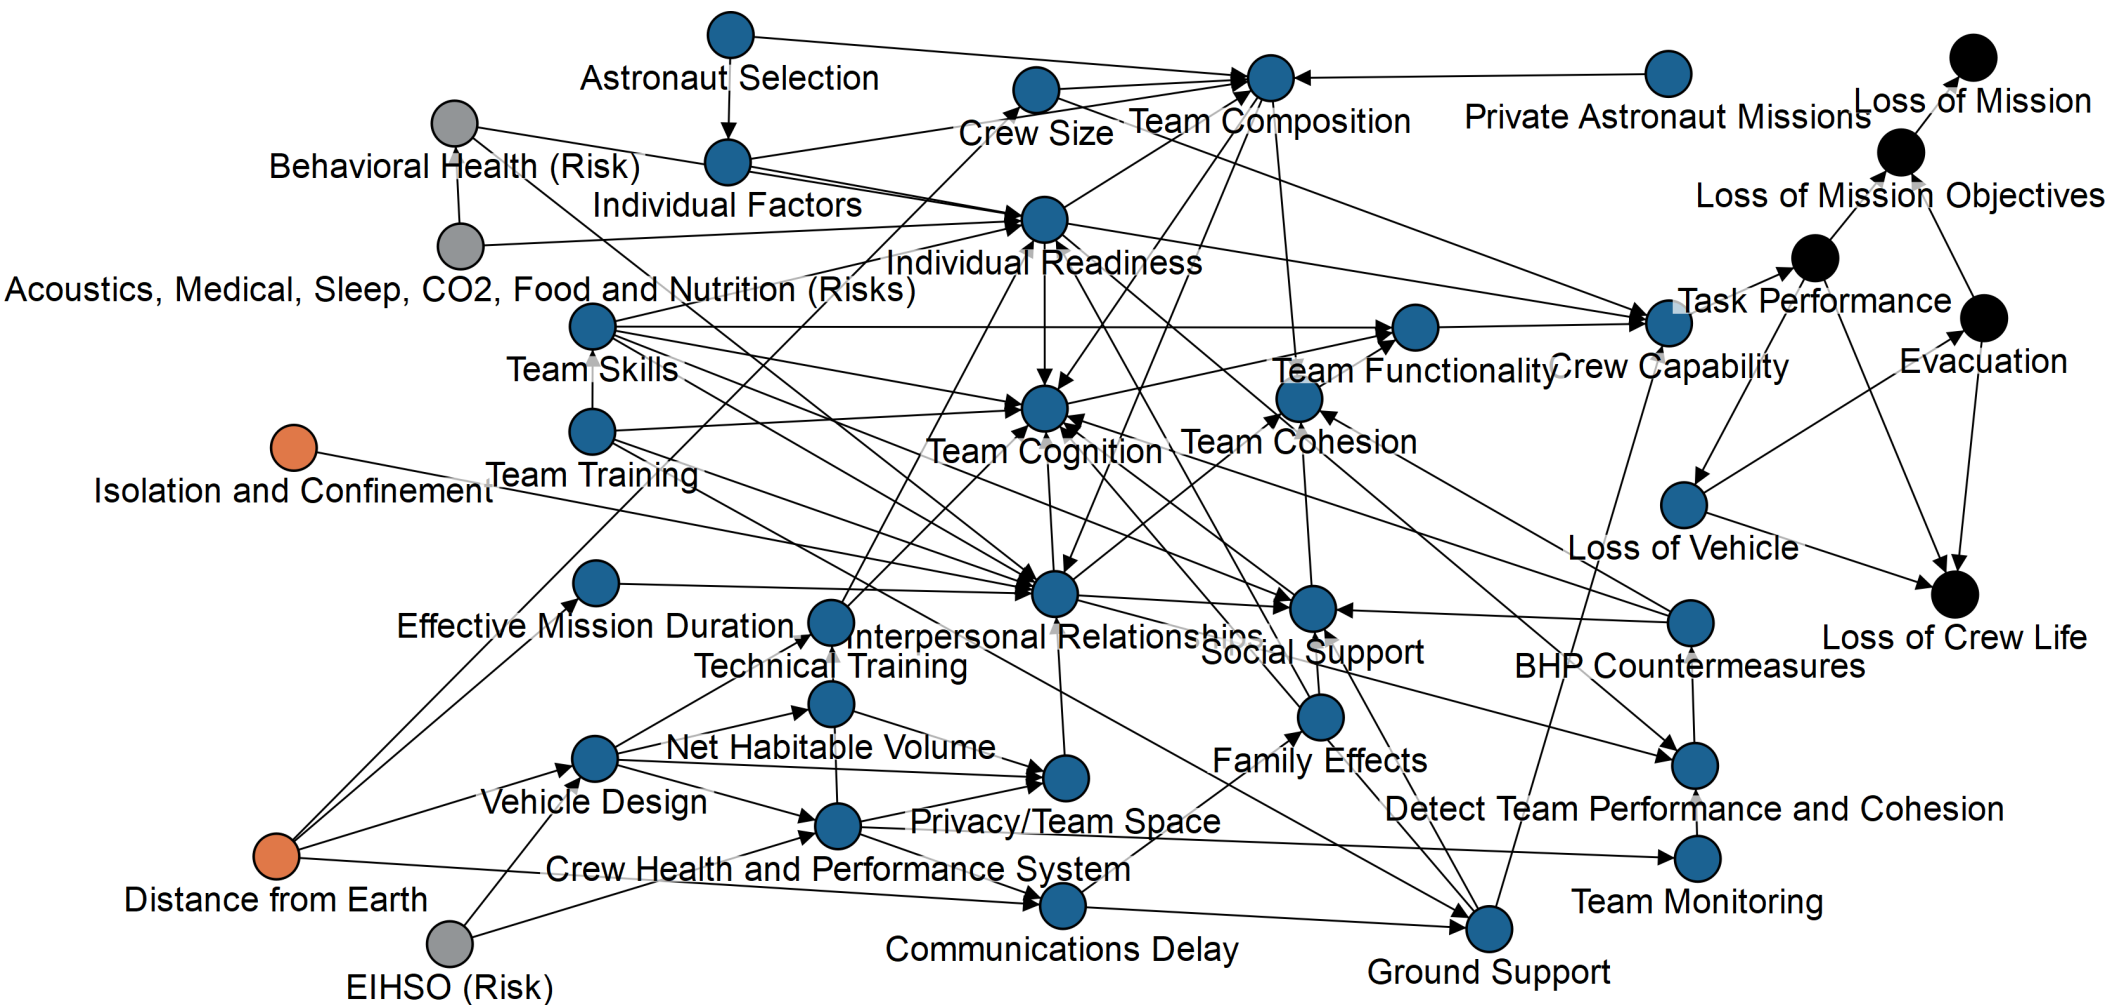 Astronaut Selection
Loss of Mission
Private Astronaut Missions
Team Composition
Crew Size
Behavioral Health (Risk)
Loss of Mission Objectives
Individual Factors
Individual Readiness
Acoustics, Medical, Sleep, CO2, Food and Nutrition (Risks)
Task Performance
Evacuation
Crew Capability
Team Functionality
Team Skills
Team Cohesion
Team Cognition
Team Training
Isolation and Confinement
Loss of Vehicle
Effective Mission Duration
Interpersonal Relationships
Loss of Crew Life
Social Support
Technical Training
BHP Countermeasures
Net Habitable Volume
Family Effects
Vehicle Design
Detect Team Performance and Cohesion
Privacy/Team Space
Crew Health and Performance System
Distance from Earth
Team Monitoring
Communications Delay
Ground Support
EIHSO (Risk)